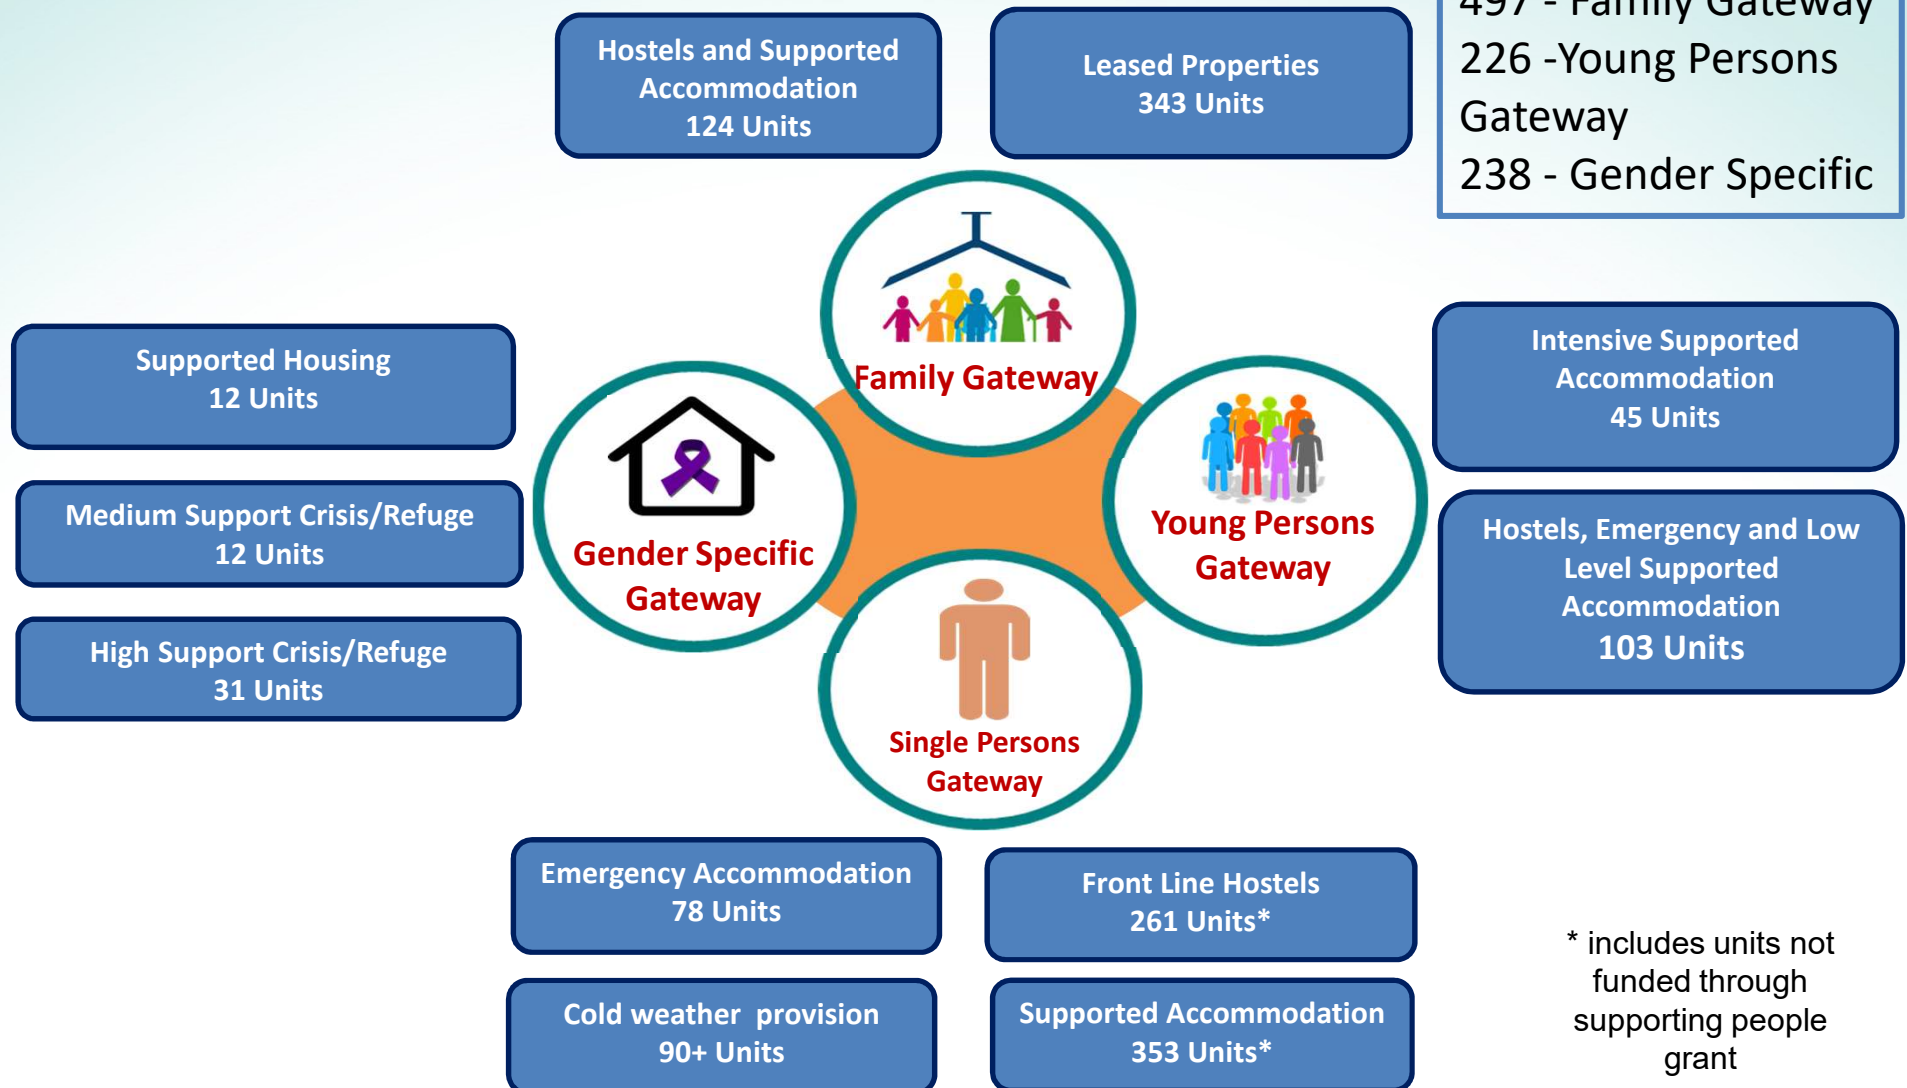 497 - Family Gateway
226 -Young Persons
Gateway
238 - Gender Specific
Hostels and Supported
Accommodation
124 Units
Leased Properties
343 Units
Family Gateway
Supported Housing
12 Units
Medium Support Crisis/Refuge
12 Units
High Support Crisis/Refuge
31 Units
Gender Specific
Gateway
Young Persons
Gateway
Intensive Supported
Accommodation
45 Units
Hostels, Emergency and Low
Level Supported
Accommodation
103 Units
Single Persons
Gateway
Emergency Accommodation
78 Units
Front Line Hostels
261 Units*
Cold weather  provision
90+ Units
Supported Accommodation
353 Units*
* includes units not
funded through
supporting people
grant